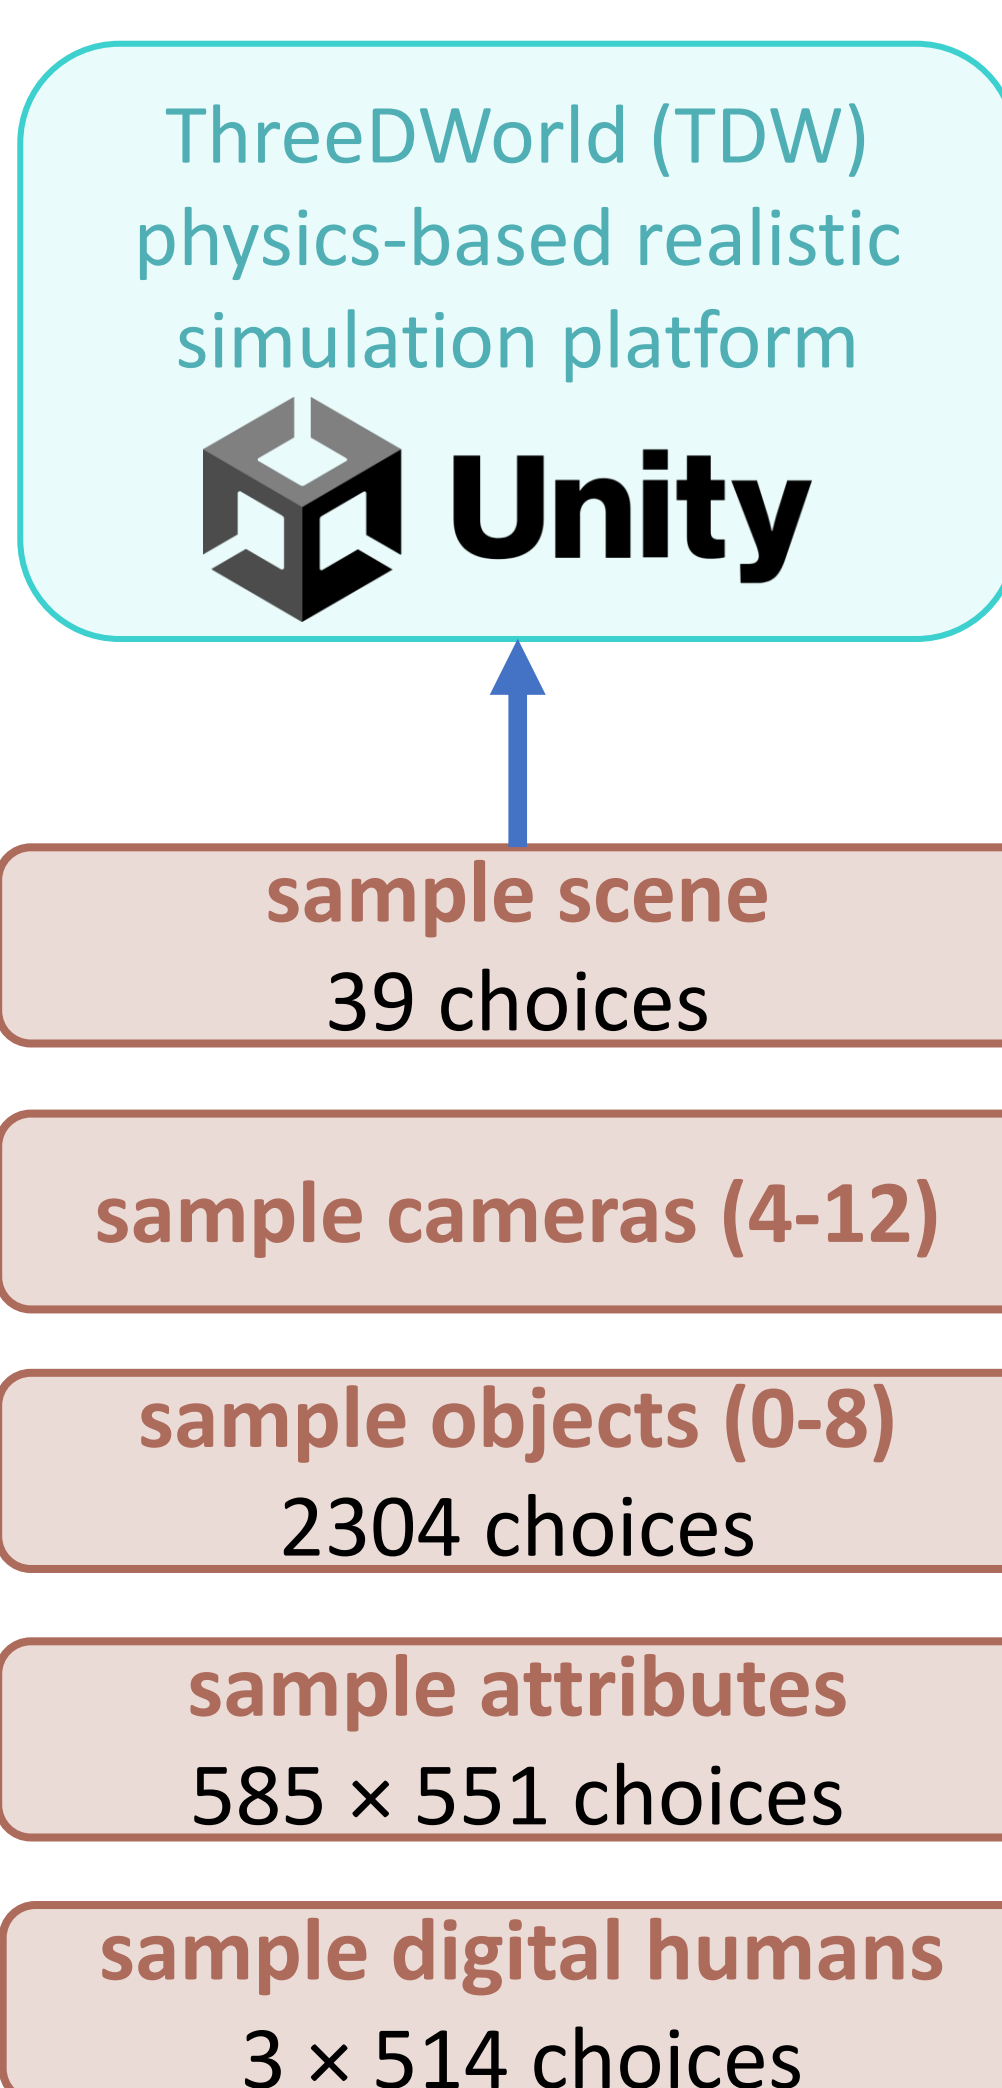 ThreeDWorld (TDW)
physics-based realistic
simulation platform
Unity
sample scene
39 choices
sample cameras (4-12)
sample objects (0-8)
2304 choices
sample attributes
585 × 551 choices
sample digital humans
3 × 514 choices